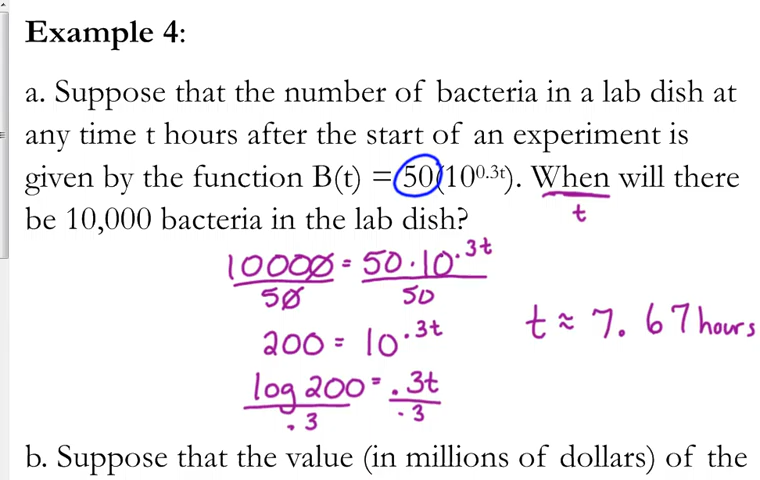 Example 4:
a. Suppose that the number of bacteria in a lab dish at
any time t hours after the start of an experiment is
given by the function B(t) = 50(10^0.3t). When will there
be 10,000 bacteria in the lab dish?
t
10000 = 50 · 10^.3t
50 50
200 = 10^.3t
log 200 = .3t
.3 .3
t ≈ 7.67 hours
b. Suppose that the value (in millions of dollars) of the